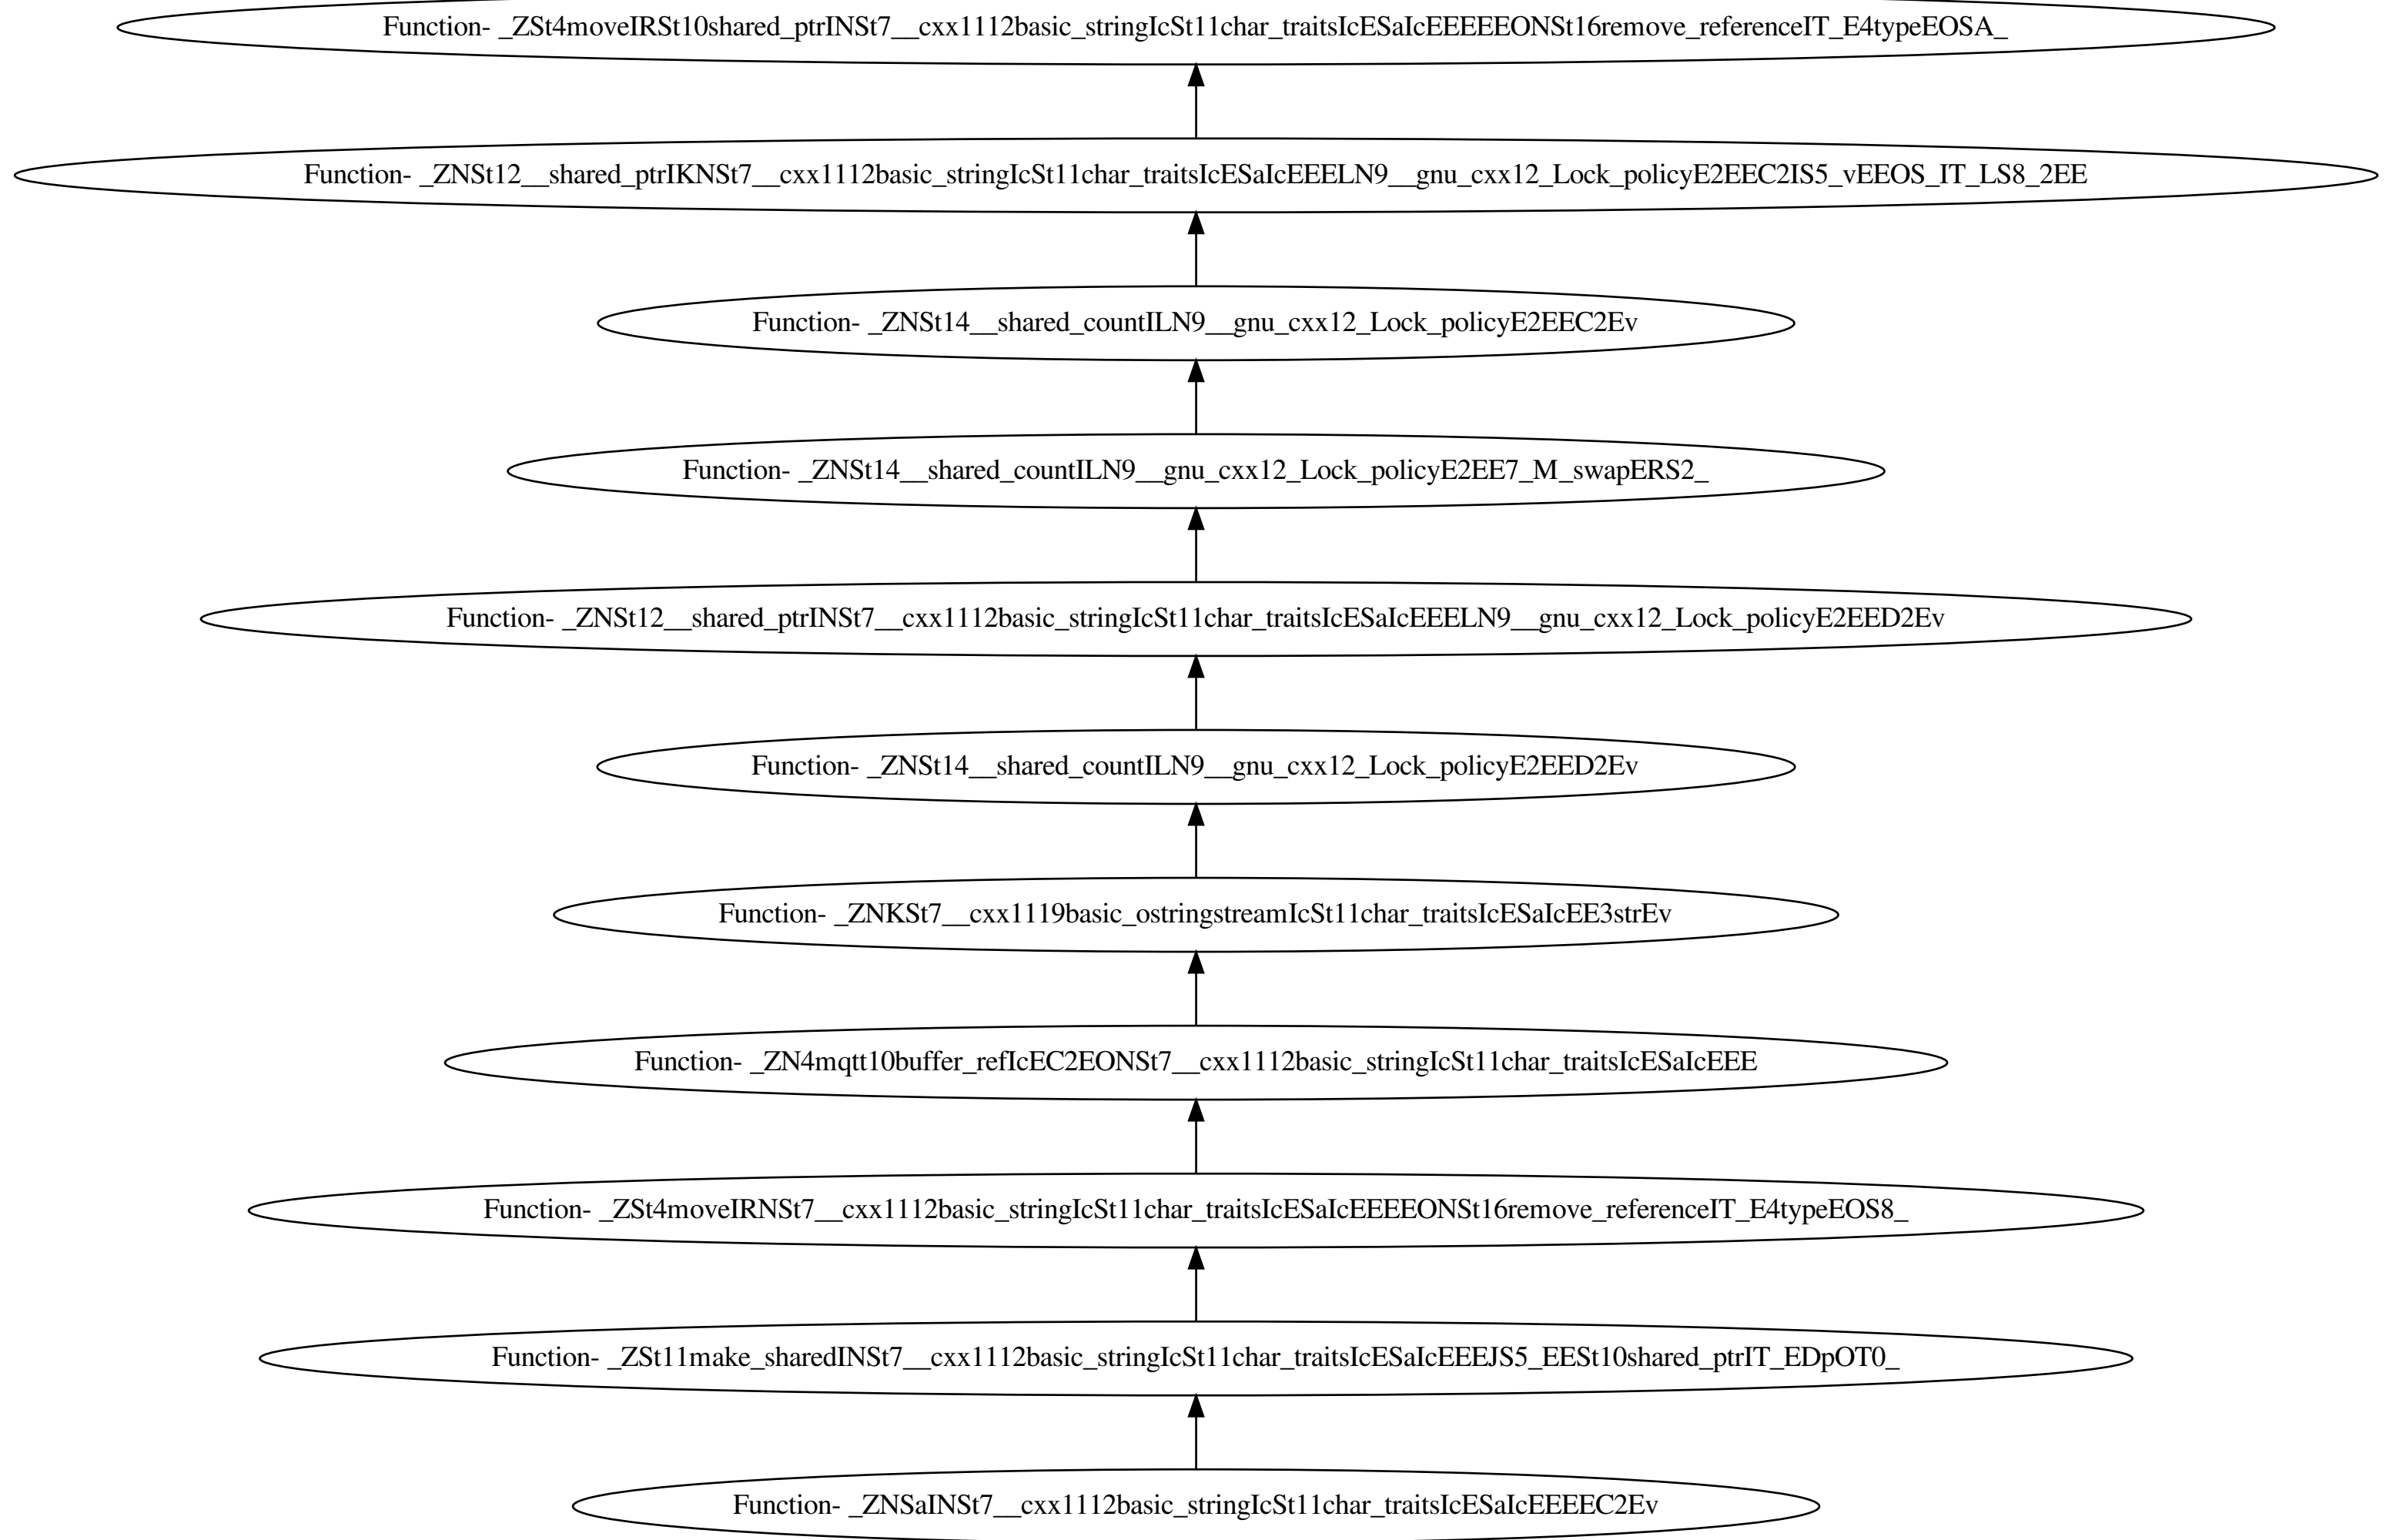 Function- _ZSt4moveIRSt10shared_ptrINSt7__cxx1112basic_stringIcSt11char_traitsIcESaIcEEEEEONSt16remove_referenceIT_E4typeEOSA_
Function- _ZNSt12__shared_ptrIKNSt7__cxx1112basic_stringIcSt11char_traitsIcESaIcEEELN9__gnu_cxx12_Lock_policyE2EEC2IS5_vEEOS_IT_LS8_2EE
Function- _ZNSt14__shared_countILN9__gnu_cxx12_Lock_policyE2EEC2Ev
Function- _ZNSt14__shared_countILN9__gnu_cxx12_Lock_policyE2EE7_M_swapERS2_
Function- _ZNSt12__shared_ptrINSt7__cxx1112basic_stringIcSt11char_traitsIcESaIcEEELN9__gnu_cxx12_Lock_policyE2EED2Ev
Function- _ZNSt14__shared_countILN9__gnu_cxx12_Lock_policyE2EED2Ev
Function- _ZNKSt7__cxx1119basic_ostringstreamIcSt11char_traitsIcESaIcEE3strEv
Function- _ZN4mqtt10buffer_refIcEC2EONSt7__cxx1112basic_stringIcSt11char_traitsIcESaIcEEE
Function- _ZSt4moveIRNSt7__cxx1112basic_stringIcSt11char_traitsIcESaIcEEEEONSt16remove_referenceIT_E4typeEOS8_
Function- _ZSt11make_sharedINSt7__cxx1112basic_stringIcSt11char_traitsIcESaIcEEEJS5_EESt10shared_ptrIT_EDpOT0_
Function- _ZNSaINSt7__cxx1112basic_stringIcSt11char_traitsIcESaIcEEEEC2Ev